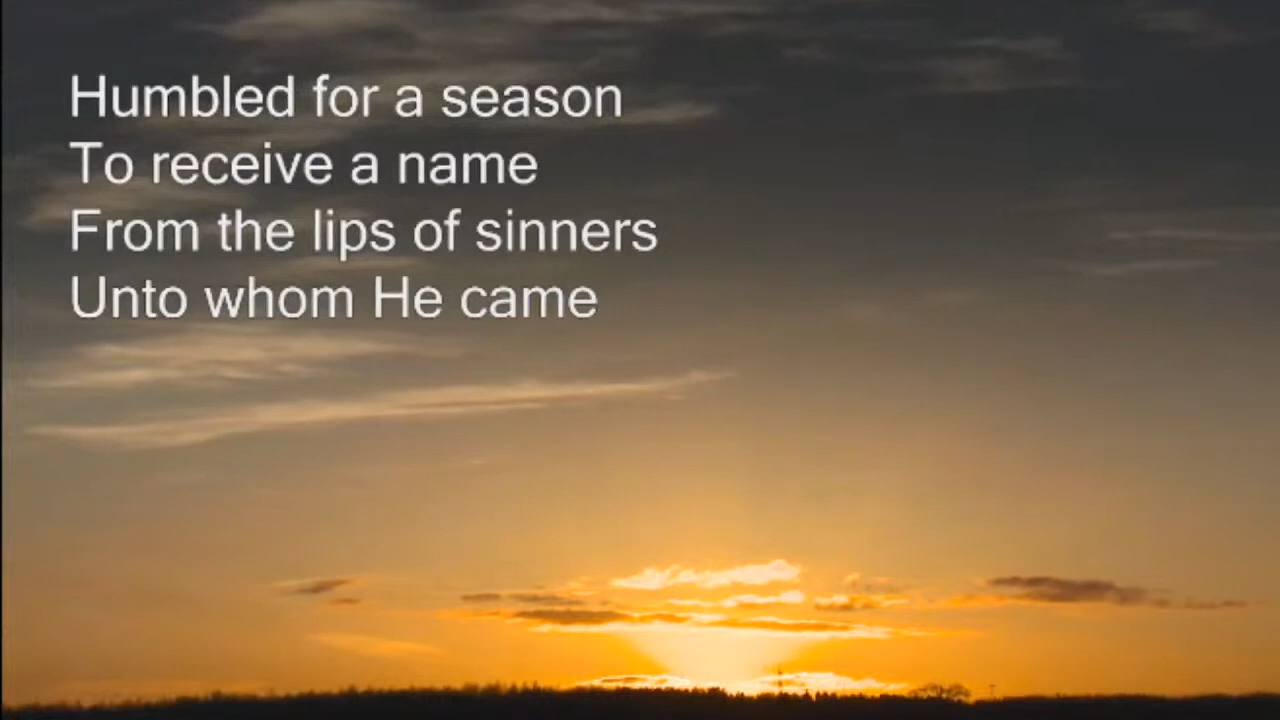 Humbled for a season
To receive a name
From the lips of sinners
Unto whom He came